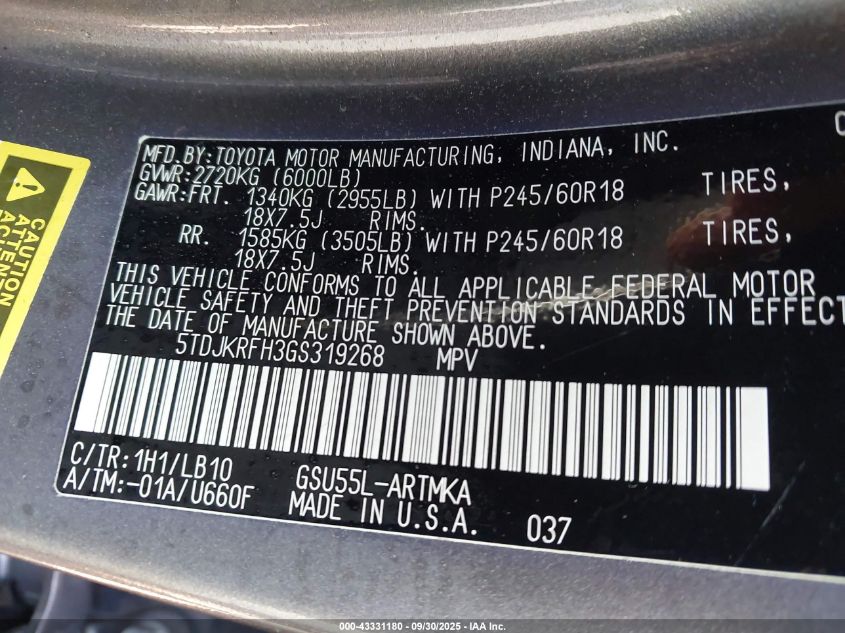 MFD.BY:TOYOTA MOTOR MANUFACTURING, INDIANA, INC.
GVWR:2720KG (6000LB)
GAWR:FRT. 1340KG (2955LB) WITH P245/60R18 TIRES,
18X7.5J RIMS.
RR. 1585KG (3505LB) WITH P245/60R18 TIRES,
18X7.5J RIMS.
THIS VEHICLE CONFORMS TO ALL APPLICABLE FEDERAL MOTOR
VEHICLE SAFETY AND THEFT PREVENTION STANDARDS IN EFFECT
THE DATE OF MANUFACTURE SHOWN ABOVE.
5TDJKRFH3GS319268 MPV
C/TR:1H1/LB10
A/TM:-01A/U660F
GSU55L-ARTMKA
MADE IN U.S.A. 037
CAUTION
ATTENTION
000-43331180 - 09/30/2025 - IAA Inc.